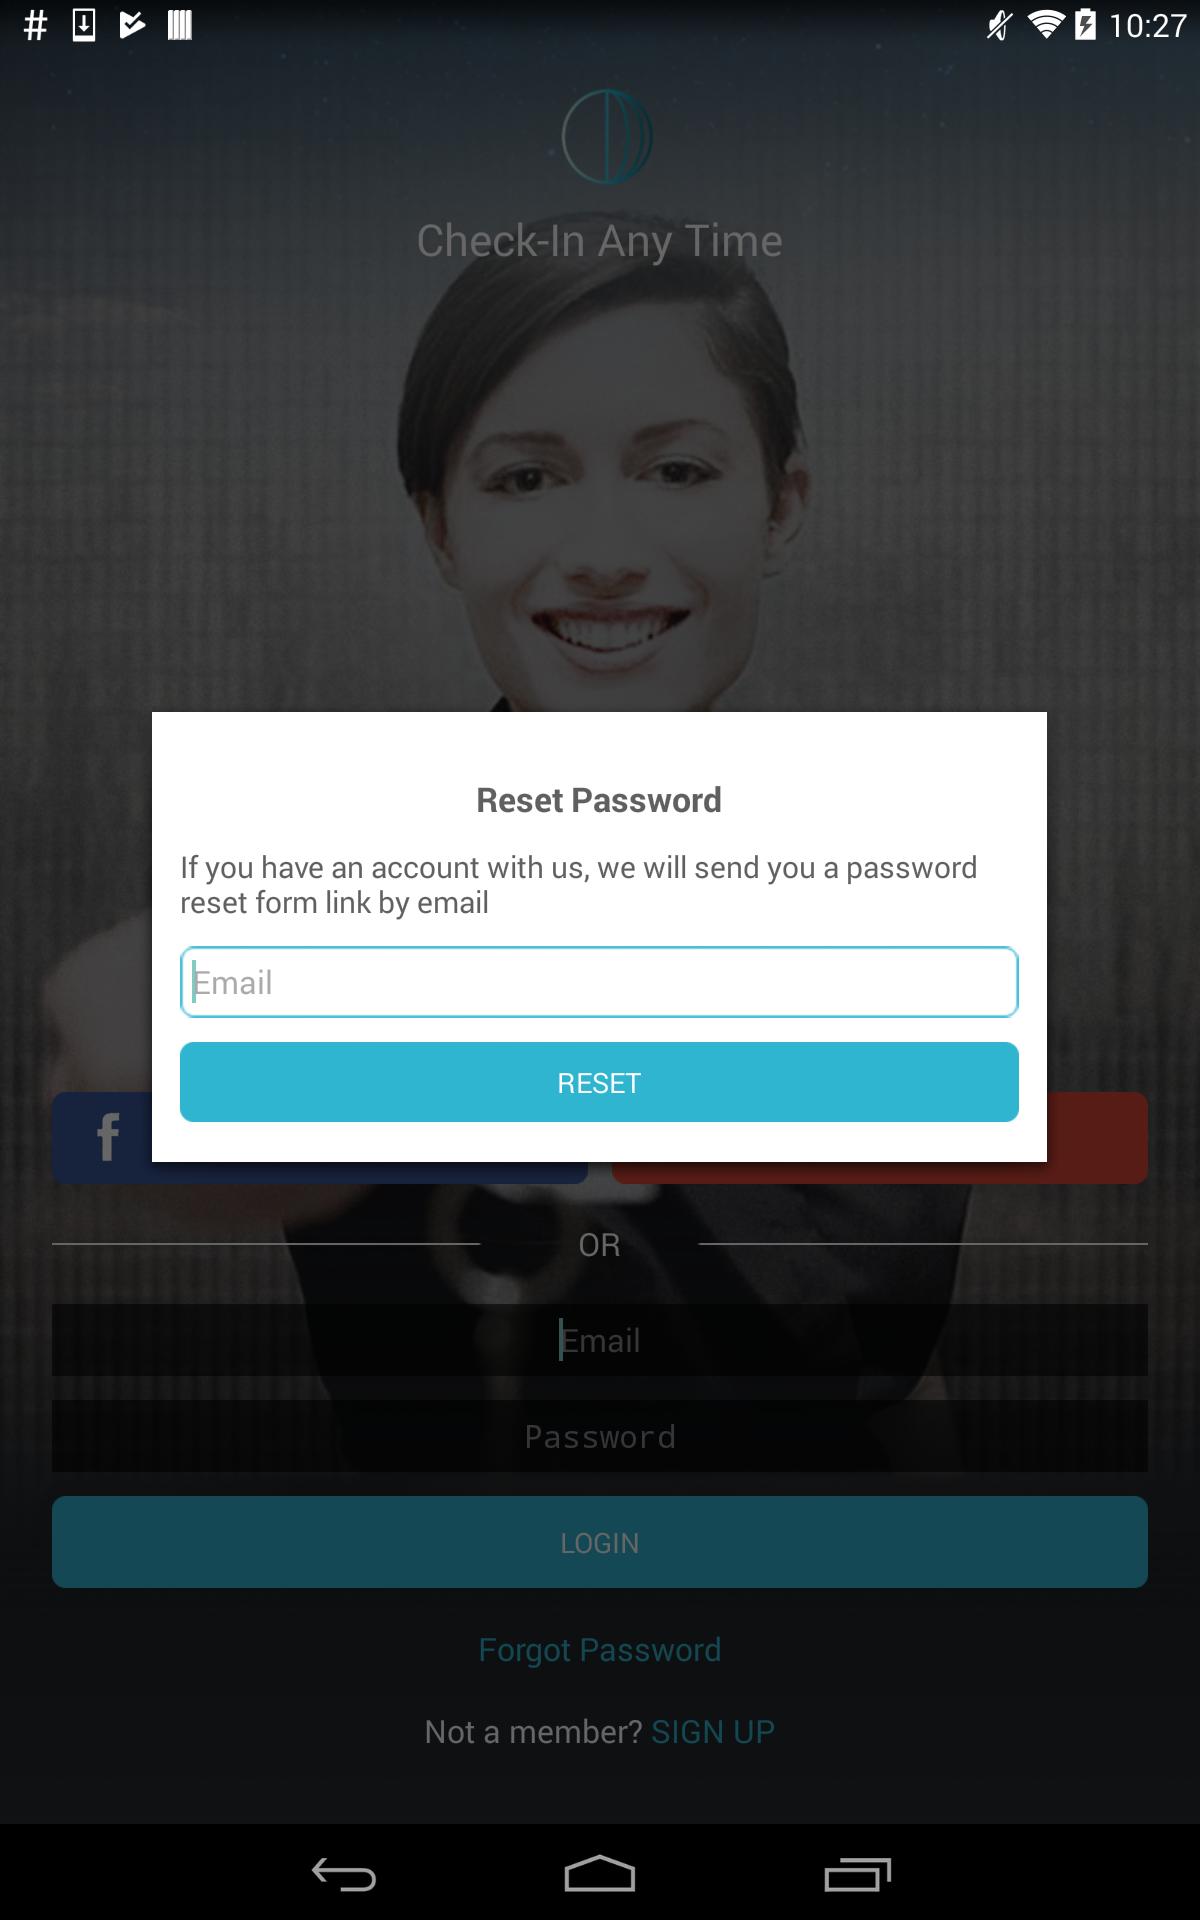 10:27
Check-In Any Time
Reset Password
If you have an account with us, we will send you a password
reset form link by email
Email
RESET
f
OR
Email
Password
LOGIN
Forgot Password
Not a member? SIGN UP